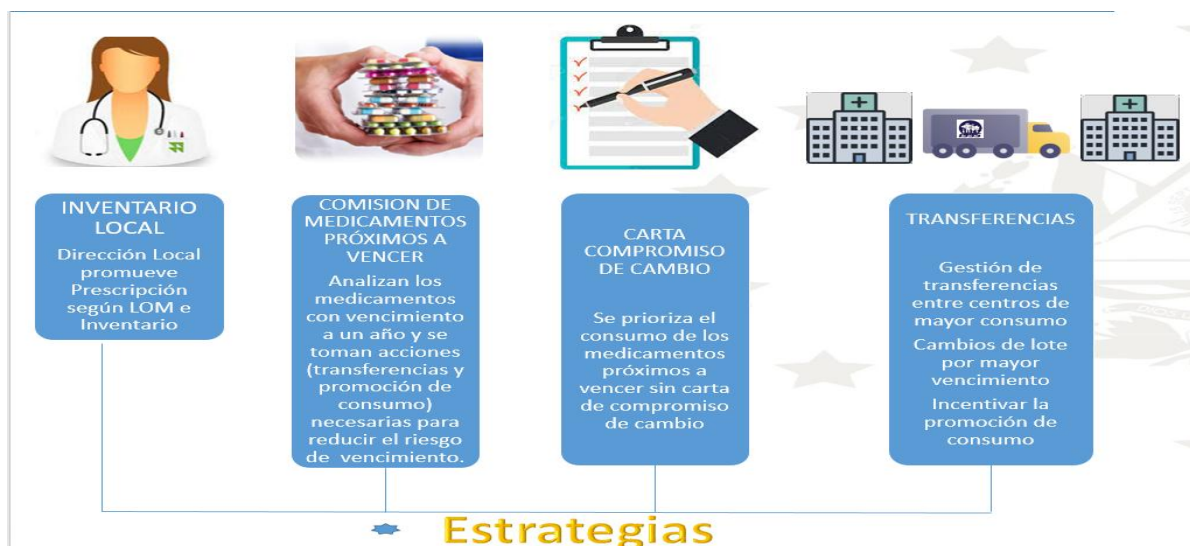 INVENTARIO
LOCAL
Dirección Local
promueve
Prescripción
según LOM e
Inventario
COMISION DE
MEDICAMENTOS
PRÓXIMOS A
VENCER
Analizan los
medicamentos
con vencimiento
a un año y se
toman acciones
(transferencias y
promoción de
consumo)
necesarias para
reducir el riesgo
de vencimiento.
CARTA
COMPROMISO
DE CAMBIO
Se prioriza el
consumo de los
medicamentos
próximos a
vencer sin carta
de compromiso
de cambio
TRANSFERENCIAS
Gestión de
transferencias
entre centros de
mayor consumo
Cambios de lote
por mayor
vencimiento
Incentivar la
promoción de
consumo
Estrategias